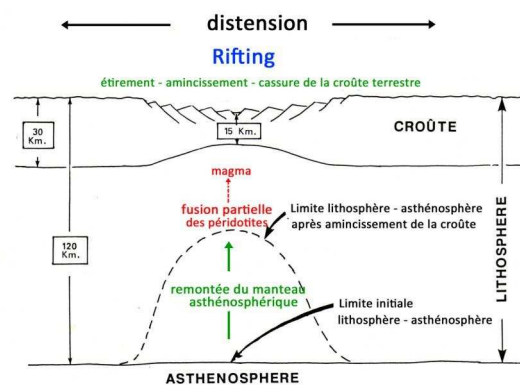 distension
Rifting
étirement - amincissement - cassure de la croûte terrestre
30
Km.
15 Km.
CROÛTE
magma
fusion partielle
des péridotites
Limite lithosphère - asthénosphère
après amincissement de la croûte
120
Km.
LITHOSPHERE
remontée du manteau
asthénosphérique
Limite initiale
lithosphère - asthénosphère
ASTHENOSPHERE